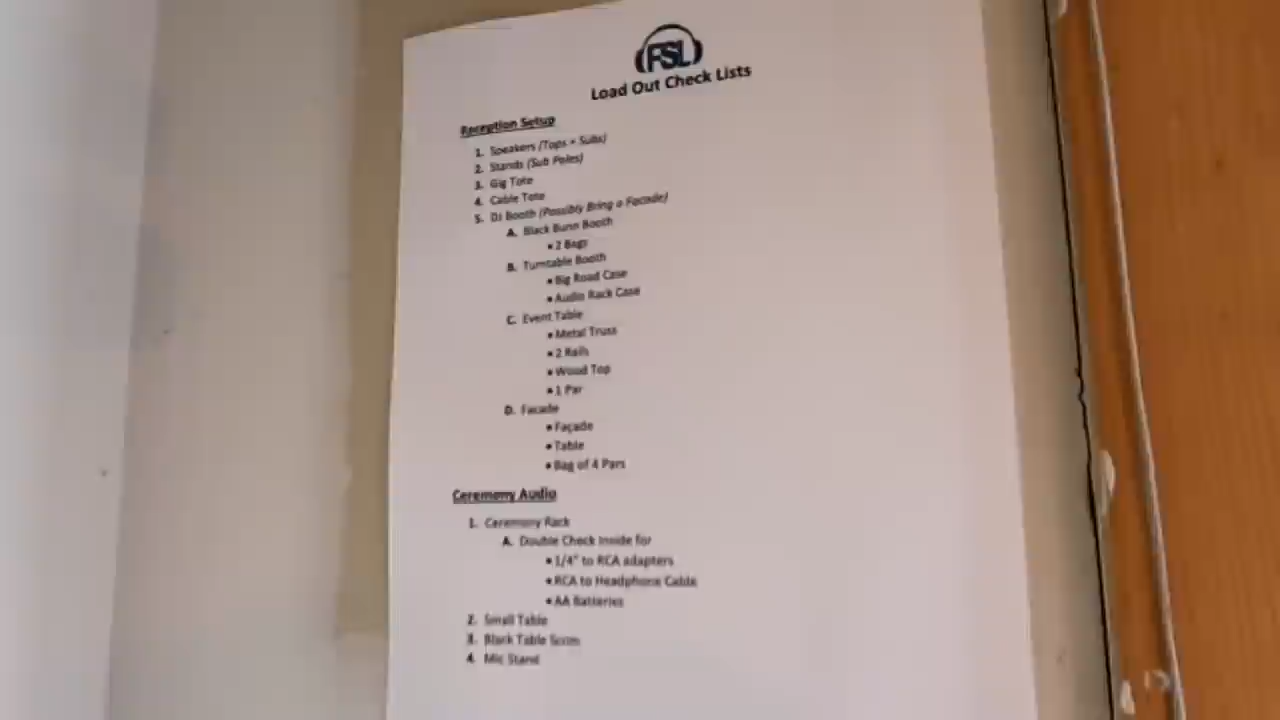 FSL
Load Out Check Lists
Reception Setup
1. Speakers (Tops + Subs)
2. Stands (Sub Poles)
3. Gig Tote
4. Cable Tote
5. DJ Booth (Possibly Bring a Facade)
A. Black Bunn Booth
• 2 Bags
B. Turntable Booth
• Big Road Case
• Audio Rack Case
C. Event Table
• Metal Truss
• 2 Rails
• Wood Top
• 1 Par
D. Facade
• Façade
• Table
• Bag of 4 Pars
Ceremony Audio
1. Ceremony Rack
A. Double Check Inside for
• 1/4" to RCA adapters
• RCA to Headphone Cable
• AA Batteries
2. Small Table
3. Black Table Scrim
4. Mic Stand